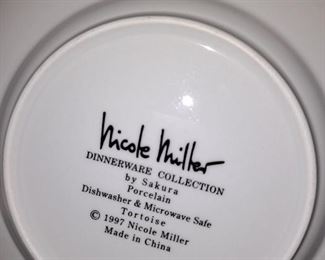 Nicole Miller
DINNERWARE COLLECTION
by Sakura
Porcelain
Dishwasher & Microwave Safe
Tortoise
© 1997 Nicole Miller
Made in China